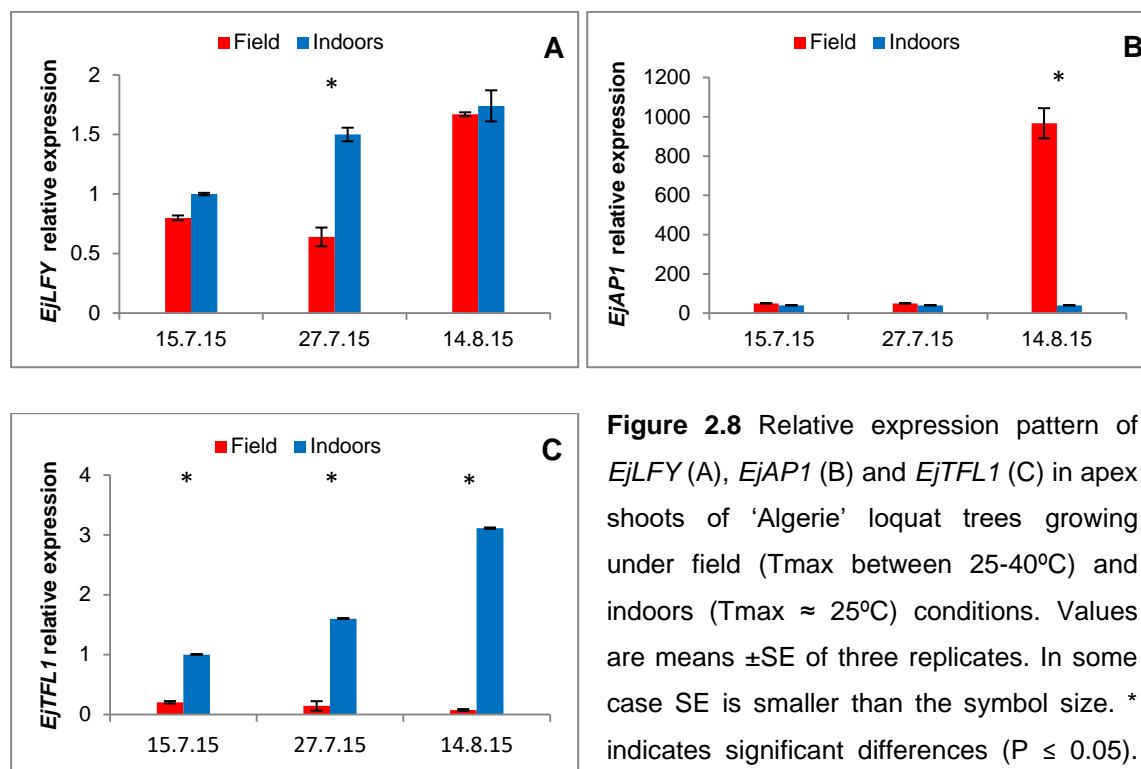 Field Indoors A
*
2
1.5
1
0.5
0
EjLFY relative expression
15.7.15 27.7.15 14.8.15
Field Indoors B
*
1200
1000
800
600
400
200
0
EjAP1 relative expression
15.7.15 27.7.15 14.8.15
Field Indoors C
* * *
4
3
2
1
0
EjTFL1 relative expression
15.7.15 27.7.15 14.8.15
Figure 2.8 Relative expression pattern of
EjLFY (A), EjAP1 (B) and EjTFL1 (C) in apex
shoots of ‘Algerie’ loquat trees growing
under field (Tmax between 25-40ºC) and
indoors (Tmax ≈ 25ºC) conditions. Values
are means ±SE of three replicates. In some
case SE is smaller than the symbol size. *
indicates significant differences (P ≤ 0.05).